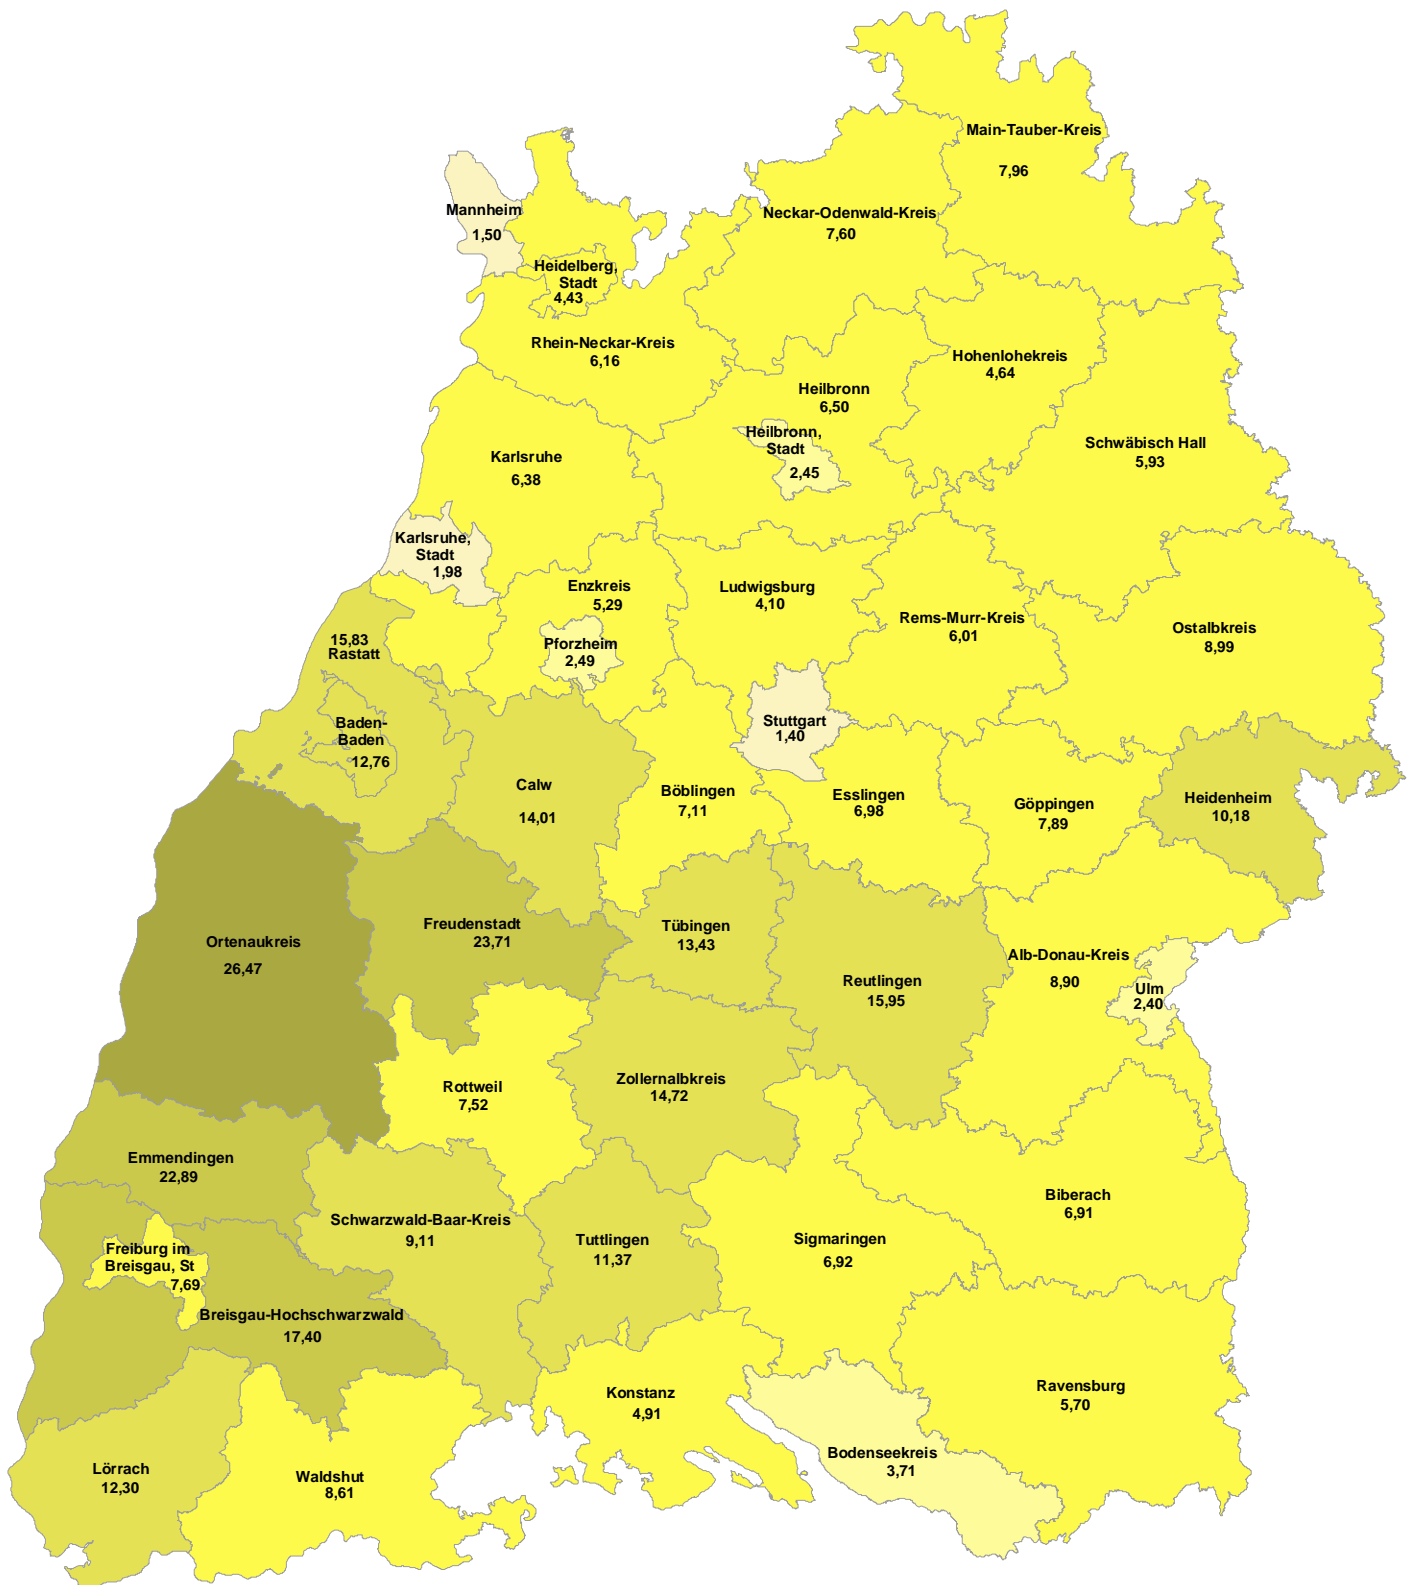 Main-Tauber-Kreis
7,96
Mannheim
1,50
Neckar-Odenwald-Kreis
7,60
Heidelberg,
Stadt
4,43
Rhein-Neckar-Kreis
6,16
Hohenlohekreis
4,64
Heilbronn
6,50
Heilbronn,
Stadt
2,45
Schwäbisch Hall
5,93
Karlsruhe
6,38
Karlsruhe,
Stadt
1,98
Enzkreis
5,29
Ludwigsburg
4,10
Rems-Murr-Kreis
6,01
Ostalbkreis
8,99
15,83
Rastatt
Pforzheim
2,49
Baden-
Baden
12,76
Stuttgart
1,40
Calw
14,01
Böblingen
7,11
Esslingen
6,98
Göppingen
7,89
Heidenheim
10,18
Ortenaukreis
26,47
Freudenstadt
23,71
Tübingen
13,43
Reutlingen
15,95
Alb-Donau-Kreis
8,90
Ulm
2,40
Rottweil
7,52
Zollernalbkreis
14,72
Emmendingen
22,89
Schwarzwald-Baar-Kreis
9,11
Tuttlingen
11,37
Sigmaringen
6,92
Biberach
6,91
Freiburg im
Breisgau, St
7,69
Breisgau-Hochschwarzwald
17,40
Konstanz
4,91
Ravensburg
5,70
Bodenseekreis
3,71
Lörrach
12,30
Waldshut
8,61